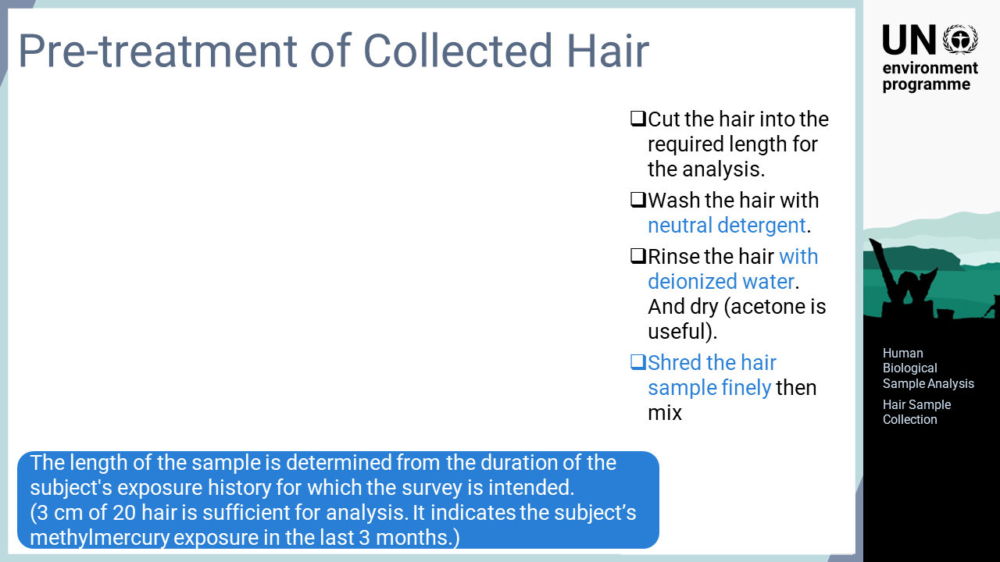 Pre-treatment of Collected Hair
❑Cut the hair into the
required length for
the analysis.
❑Wash the hair with
neutral detergent.
❑Rinse the hair with
deionized water.
And dry (acetone is
useful).
❑Shred the hair
sample finely then
mix
The length of the sample is determined from the duration of the
subject's exposure history for which the survey is intended.
(3 cm of 20 hair is sufficient for analysis. It indicates the subject’s
methylmercury exposure in the last 3 months.)
UN
environment
programme
Human
Biological
Sample Analysis
Hair Sample
Collection